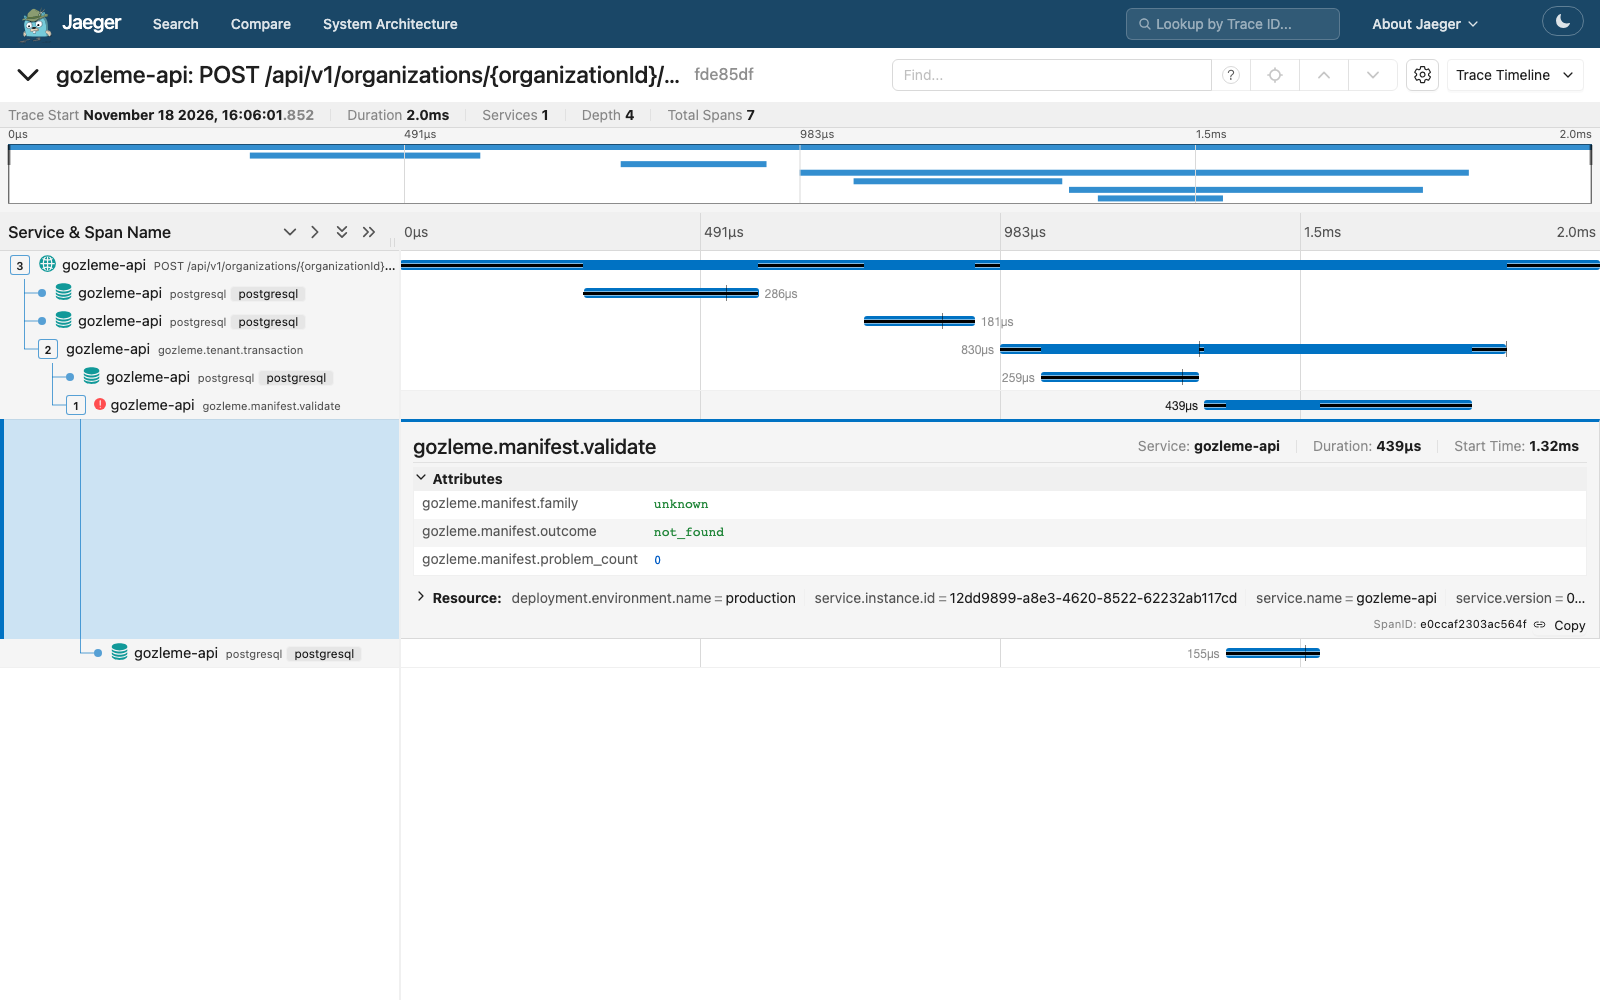 Jaeger Search Compare System Architecture Lookup by Trace ID... About Jaeger
gozleme-api: POST /api/v1/organizations/{organizationId}/... fde85df Find... ? Trace Timeline
Trace Start November 18 2026, 16:06:01.852 Duration 2.0ms Services 1 Depth 4 Total Spans 7
0μs 491μs 983μs 1.5ms 2.0ms
Service & Span Name 0μs 491μs 983μs 1.5ms 2.0ms
3 gozleme-api POST /api/v1/organizations/{organizationId}...
gozleme-api postgresql postgresql 286μs
gozleme-api postgresql postgresql 181μs
2 gozleme-api gozleme.tenant.transaction 830μs
gozleme-api postgresql postgresql 259μs
1 gozleme-api gozleme.manifest.validate 439μs
gozleme.manifest.validate Service: gozleme-api Duration: 439μs Start Time: 1.32ms
Attributes
gozleme.manifest.family unknown
gozleme.manifest.outcome not_found
gozleme.manifest.problem_count 0
Resource: deployment.environment.name = production service.instance.id = 12dd9899-a8e3-4620-8522-62232ab117cd service.name = gozleme-api service.version = 0...
SpanID: e0ccaf2303ac564f Copy
gozleme-api postgresql postgresql 155μs